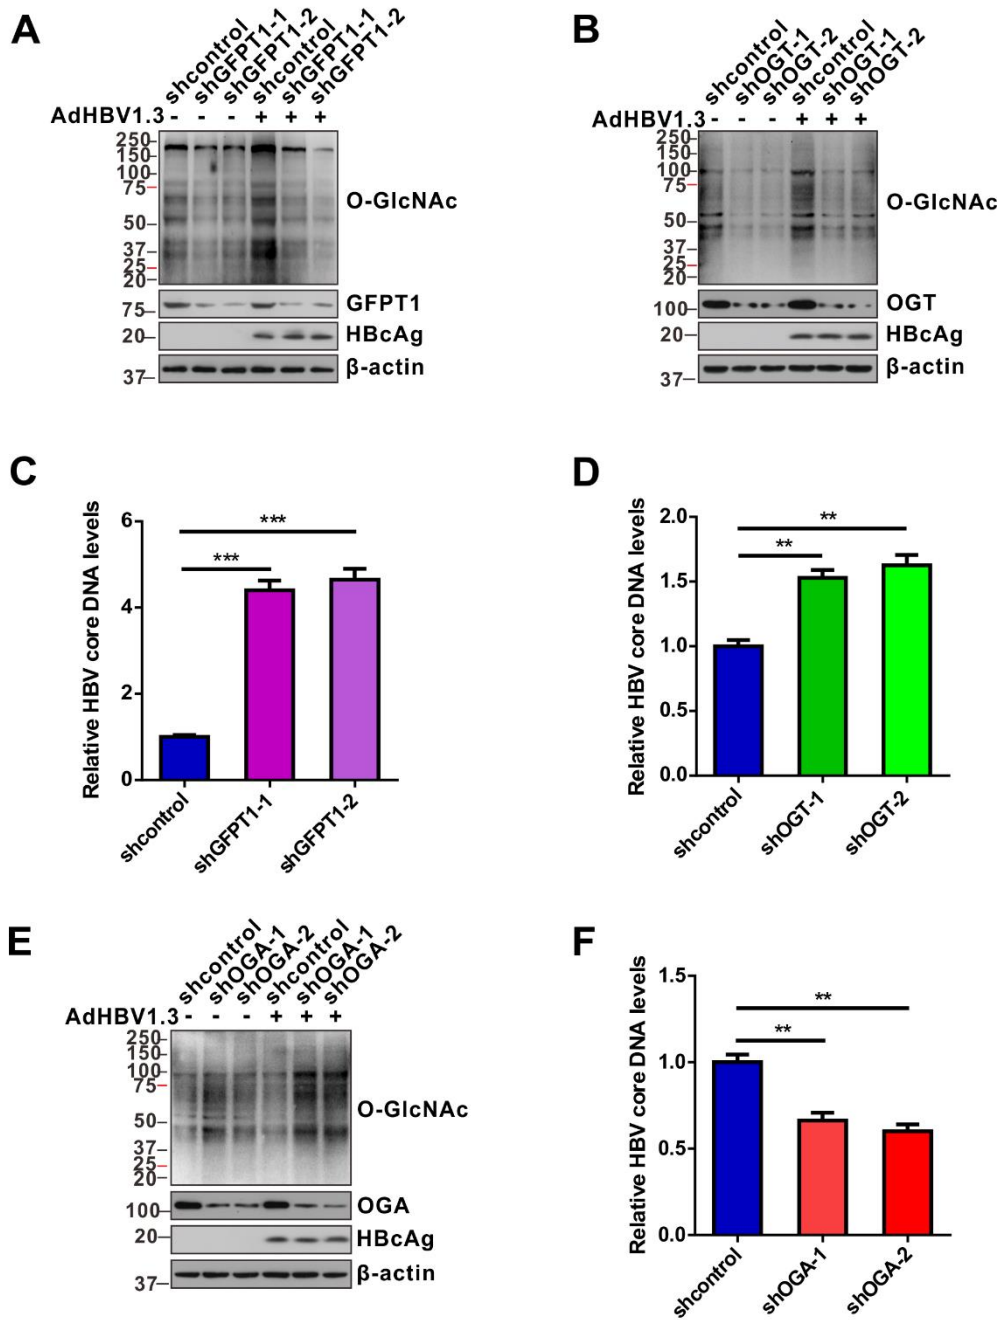 A
shcontrol
shGFPT1-1
shGFPT1-2
shcontrol
shGFPT1-1
shGFPT1-2
AdHBV1.3 - - - + + +
250
150
100
75
50
37
25
20
O-GlcNAc
75
GFPT1
20
HBcAg
37
β-actin
B
shcontrol
shOGT-1
shOGT-2
shcontrol
shOGT-1
shOGT-2
AdHBV1.3 - - - + + +
250
150
100
75
50
37
25
20
O-GlcNAc
100
OGT
20
HBcAg
37
β-actin
C
Relative HBV core DNA levels
6
4
2
0
***
***
shcontrol
shGFPT1-1
shGFPT1-2
D
Relative HBV core DNA levels
2.0
1.5
1.0
0.5
0.0
**
**
shcontrol
shOGT-1
shOGT-2
E
shcontrol
shOGA-1
shOGA-2
shcontrol
shOGA-1
shOGA-2
AdHBV1.3 - - - + + +
250
150
100
75
50
37
25
20
O-GlcNAc
100
OGA
20
HBcAg
37
β-actin
F
Relative HBV core DNA levels
1.5
1.0
0.5
0.0
**
**
shcontrol
shOGA-1
shOGA-2